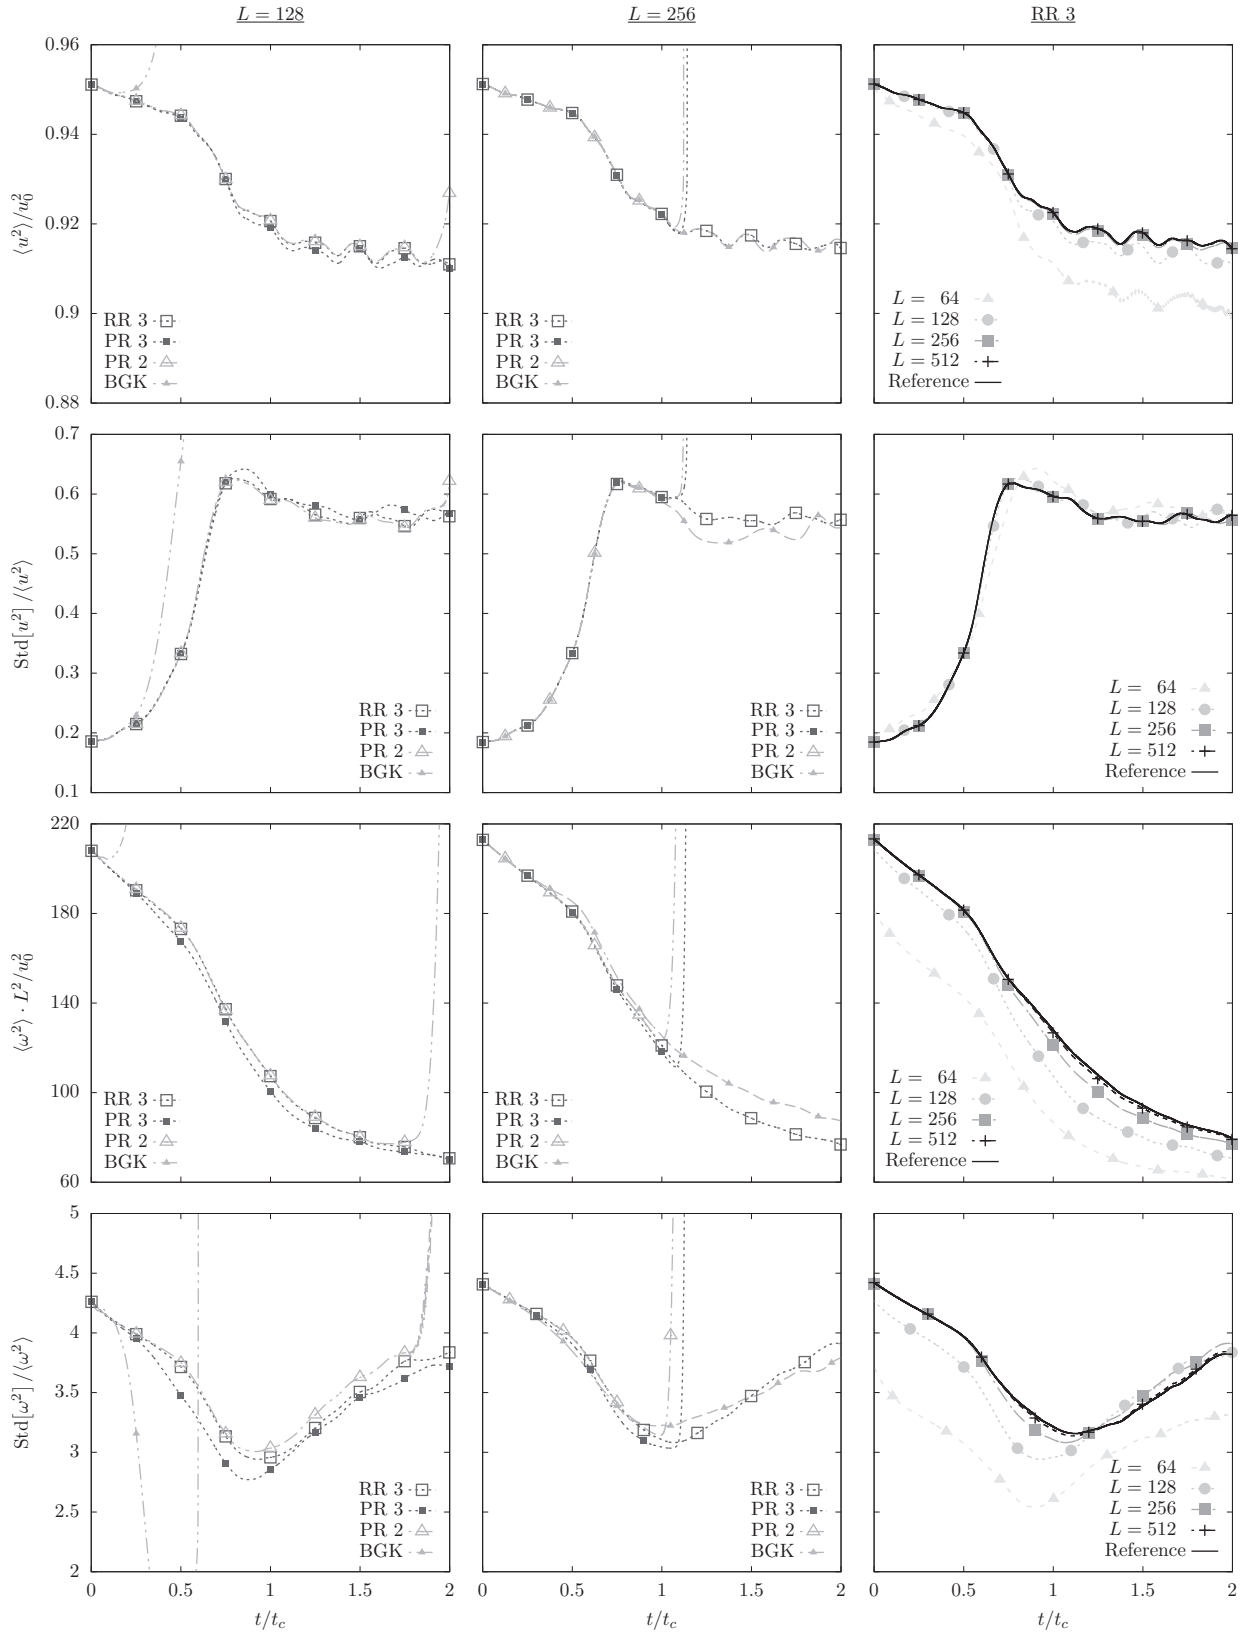 L = 128
L = 256
RR 3
⟨u²⟩/u₀²
0.96
0.94
0.92
0.9
0.88
RR 3
PR 3
PR 2
BGK
RR 3
PR 3
PR 2
BGK
L = 64
L = 128
L = 256
L = 512
Reference
Std[u²]/⟨u²⟩
0.7
0.6
0.5
0.4
0.3
0.2
0.1
RR 3
PR 3
PR 2
BGK
RR 3
PR 3
PR 2
BGK
L = 64
L = 128
L = 256
L = 512
Reference
⟨ω²⟩ · L²/u₀²
220
180
140
100
60
RR 3
PR 3
PR 2
BGK
RR 3
PR 3
PR 2
BGK
L = 64
L = 128
L = 256
L = 512
Reference
Std[ω²]/⟨ω²⟩
5
4.5
4
3.5
3
2.5
2
RR 3
PR 3
PR 2
BGK
RR 3
PR 3
PR 2
BGK
L = 64
L = 128
L = 256
L = 512
Reference
0 0.5 1 1.5 2
0 0.5 1 1.5 2
0 0.5 1 1.5 2
t/t_c
t/t_c
t/t_c